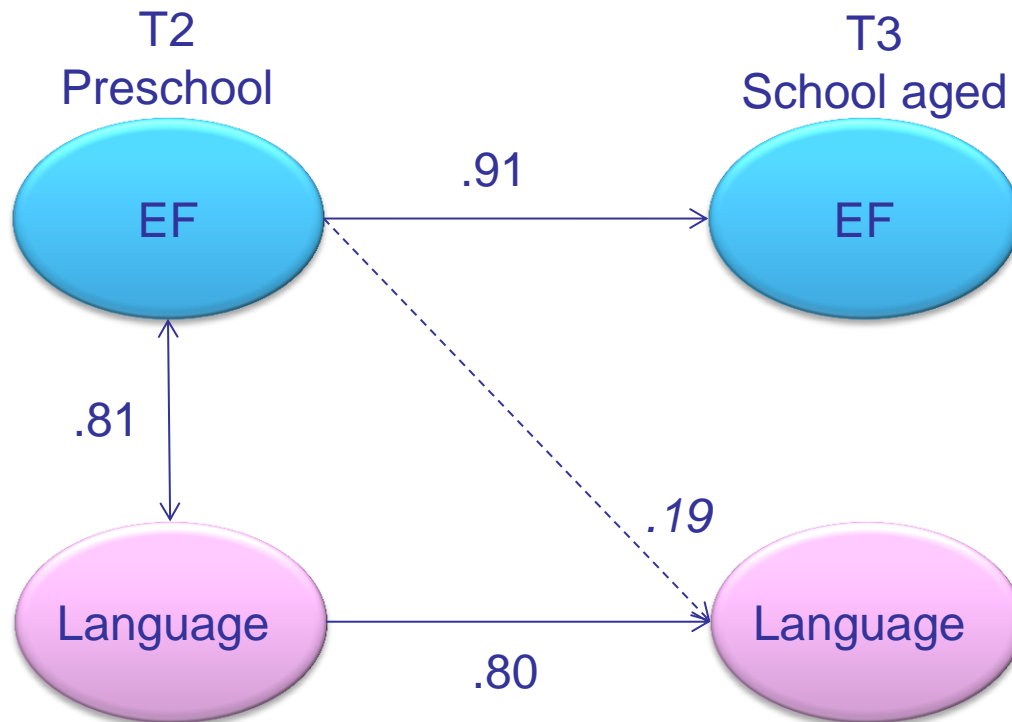 T2
Preschool
T3
School aged
EF
.91
EF
.81
.19
Language
.80
Language